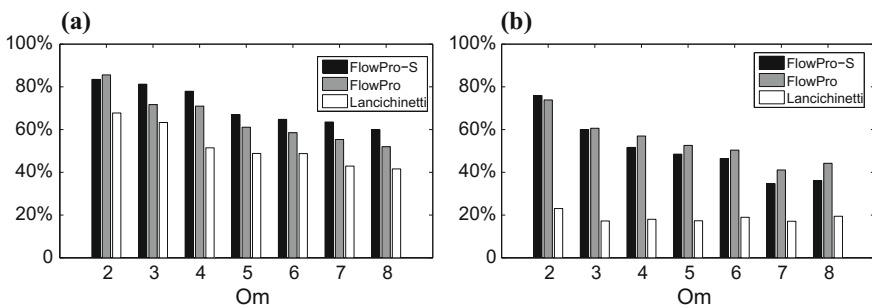 (a)
100%
80%
60%
40%
20%
0
FlowPro-S
FlowPro
Lancichinetti
2 3 4 5 6 7 8
Om
(b)
100%
80%
60%
40%
20%
0
FlowPro-S
FlowPro
Lancichinetti
2 3 4 5 6 7 8
Om